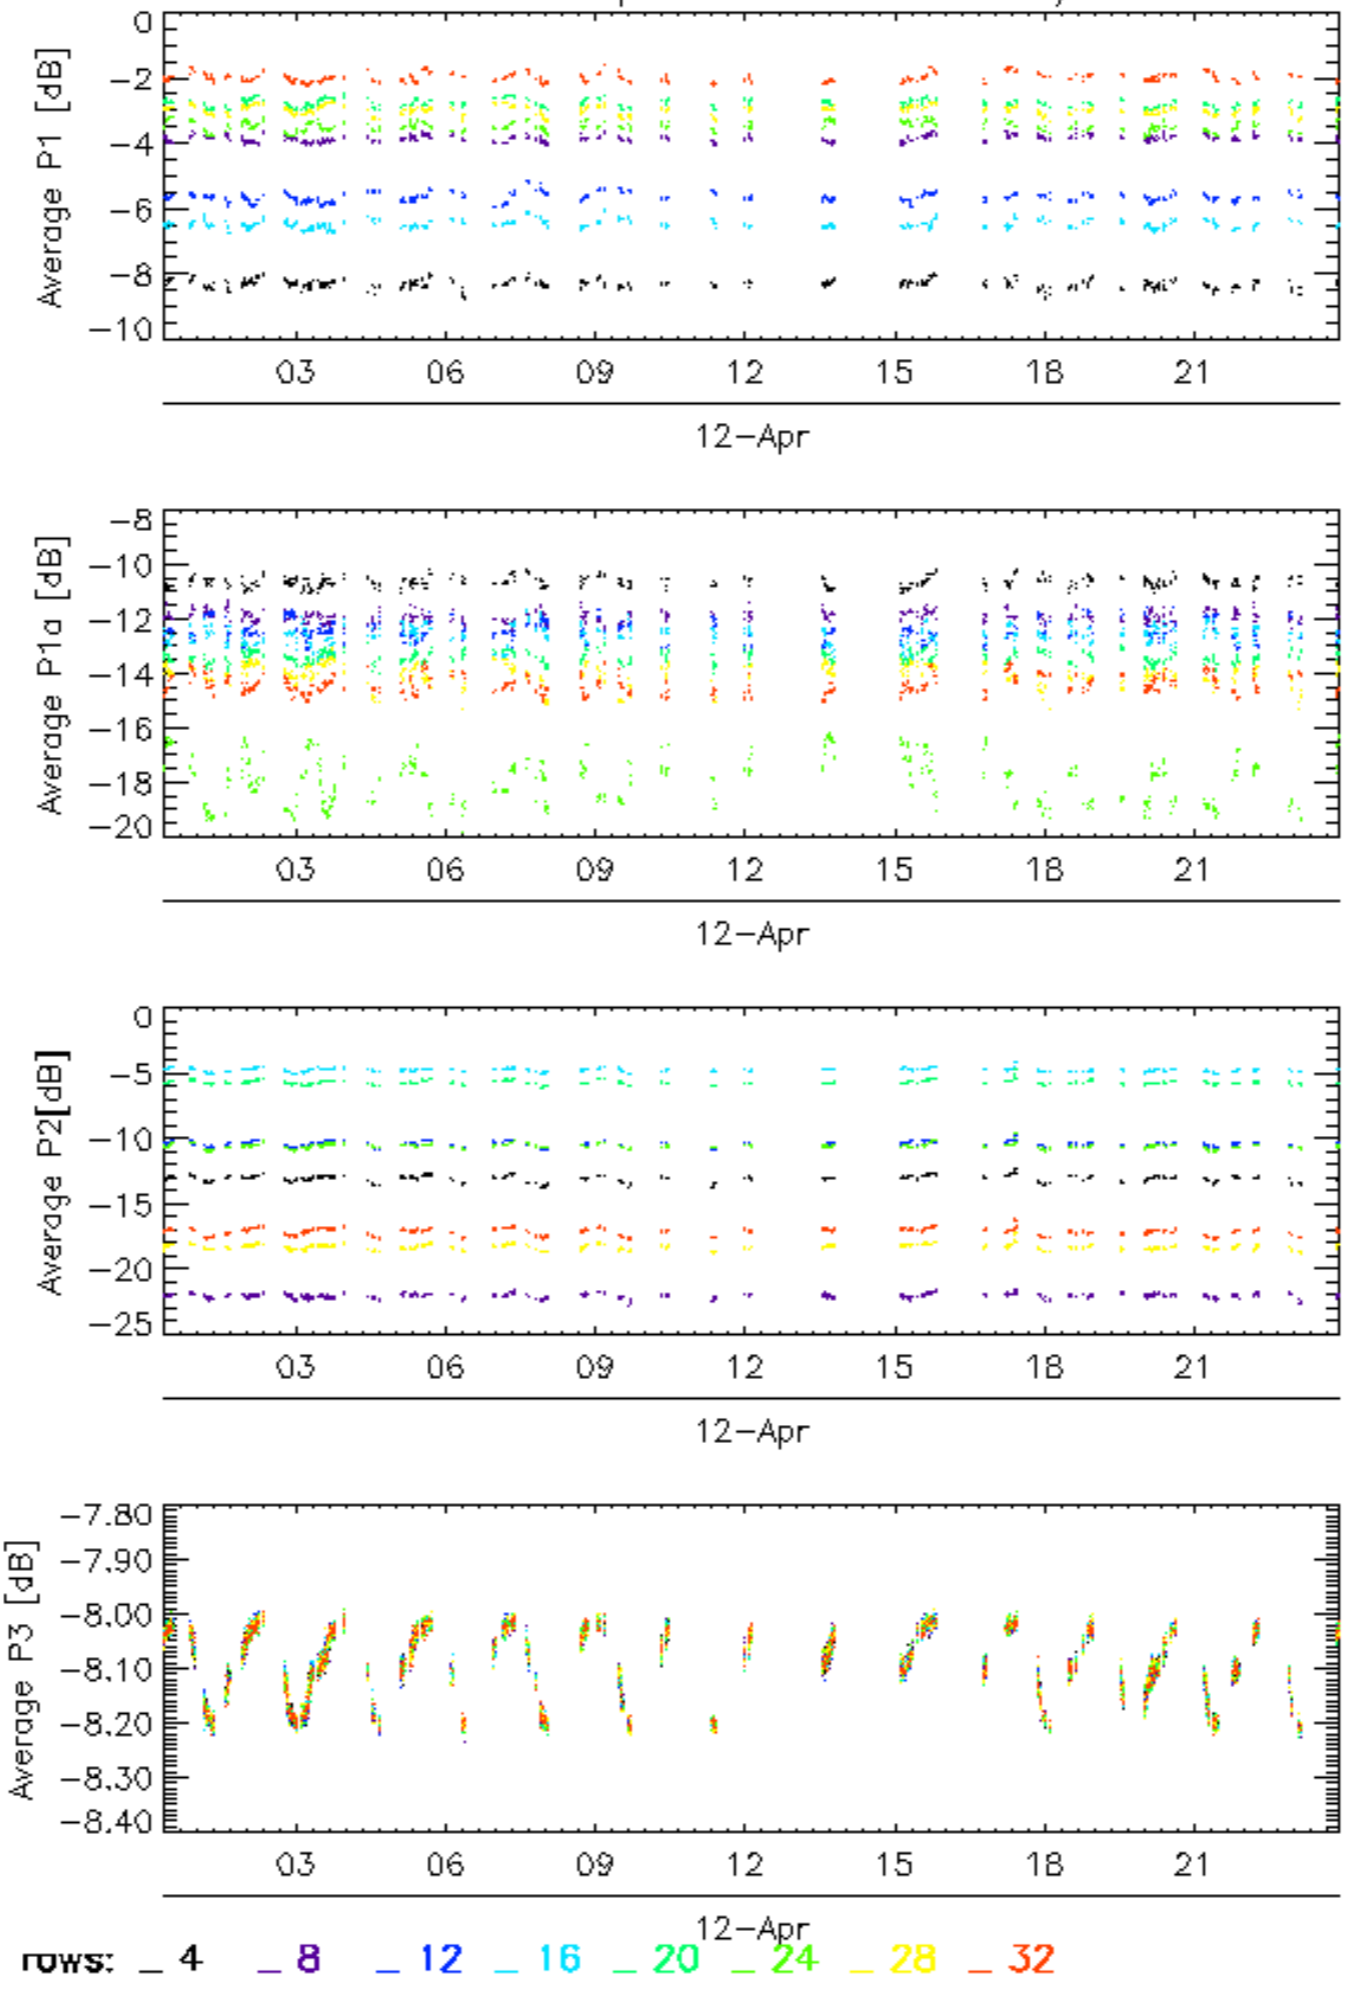 Average P1 [dB]
0
−2
−4
−6
−8
−10
03 06 09 12 15 18 21
12−Apr
Average P1a [dB]
−8
−10
−12
−14
−16
−18
−20
03 06 09 12 15 18 21
12−Apr
Average P2[dB]
0
−5
−10
−15
−20
−25
03 06 09 12 15 18 21
12−Apr
Average P3 [dB]
−7.80
−7.90
−8.00
−8.10
−8.20
−8.30
−8.40
03 06 09 12 15 18 21
12−Apr
rows: _ 4 _ 8 _ 12 _ 16 _ 20 _ 24 _ 28 _ 32